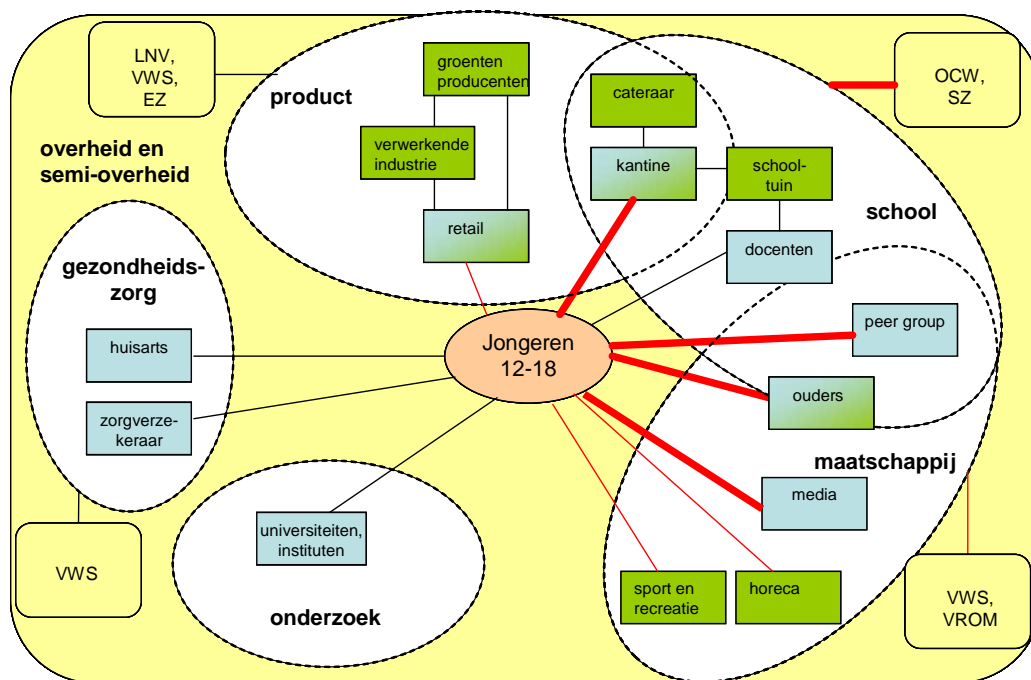 LNV,
VWS,
EZ
product
groenten
producenten
cateraar
OCW,
SZ
overheid en
semi-overheid
verwerkende
industrie
kantine
school-
tuin
retail
school
docenten
gezondheids-
zorg
huisarts
Jongeren
12-18
peer group
zorgverze-
keraar
ouders
maatschappij
media
universiteiten,
instituten
VWS
onderzoek
sport en
recreatie
horeca
VWS,
VROM